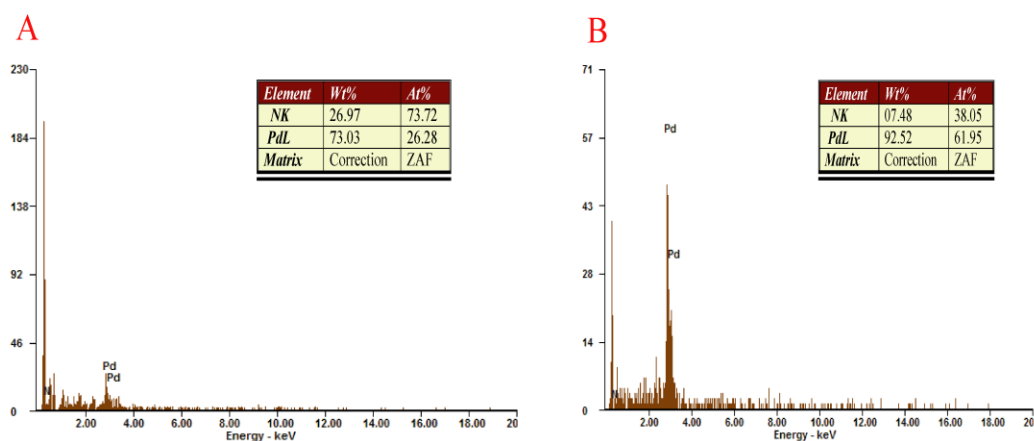 A
230
184
138
92
46
0
Element Wt% At%
NK 26.97 73.72
PdL 73.03 26.28
Matrix Correction ZAF
Pd
Pd
N
2.00 4.00 6.00 8.00 10.00 12.00 14.00 16.00 18.00 20
Energy - keV
B
71
57
43
28
14
0
Element Wt% At%
NK 07.48 38.05
PdL 92.52 61.95
Matrix Correction ZAF
Pd
Pd
2.00 4.00 6.00 8.00 10.00 12.00 14.00 16.00 18.00 20
Energy - keV